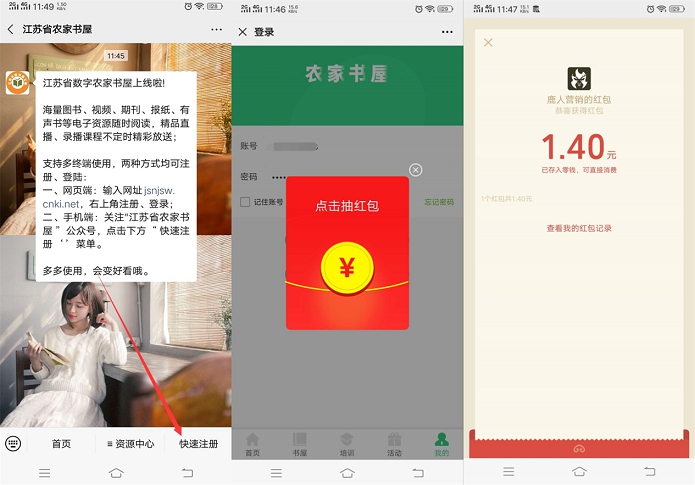 11:49
江苏省农家书屋
11:45
江苏省数字农家书屋上线啦!
海量图书、视频、期刊、报纸、有
声书等电子资源随时阅读，精品直
播、录播课程不定时精彩放送；
支持多终端使用，两种方式均可注
册、登陆：
一、网页端：输入网址jsnjsw.
cnki.net，右上角注册、登录；
二、手机端：关注“江苏省农家书
屋 ”公众号，点击下方“ 快速注
册‘ ’”菜单。
多多使用，会变好看哦。
首页
≡ 资源中心
快速注册
11:46
登录
农家书屋
账号
密码 ····
记住账号
忘记密码
点击抽红包
¥
首页
书屋
培训
活动
我的
11:47
鹿人营销的红包
恭喜获得红包
1.40元
已存入零钱，可直接消费
1个红包共1.40元
查看我的红包记录